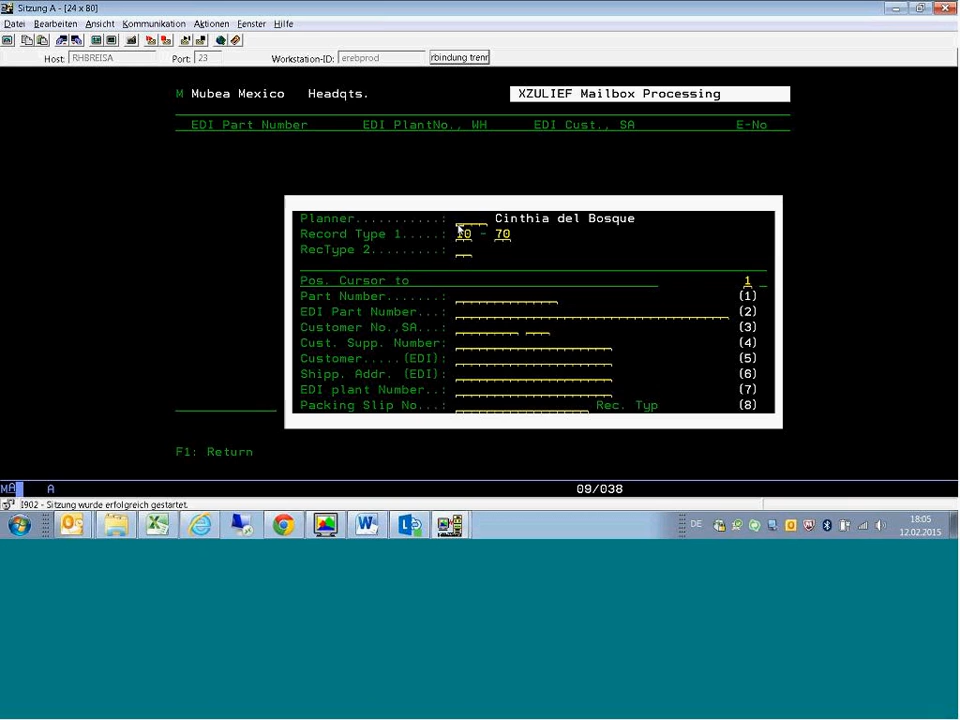 Sitzung A - [24 x 80]
Datei Bearbeiten Ansicht Kommunikation Aktionen Fenster Hilfe
Host: RHBREISA Port: 23 Workstation-ID: erebprod rbindung trenr
M Mubea Mexico Headqts. XZULIEF Mailbox Processing
EDI Part Number EDI PlantNo., WH EDI Cust., SA E-No
Planner...........: Cinthia del Bosque
Record Type 1.....: 10 - 70
RecType 2.........:
Pos. Cursor to 1
Part Number.......: (1)
EDI Part Number...: (2)
Customer No.,SA...: (3)
Cust. Supp. Number: (4)
Customer.....(EDI): (5)
Shipp. Addr. (EDI): (6)
EDI plant Number..: (7)
Packing Slip No...: Rec. Typ (8)
F1: Return
MA A 09/038
I902 - Sitzung wurde erfolgreich gestartet.
DE 18:05
12.02.2015